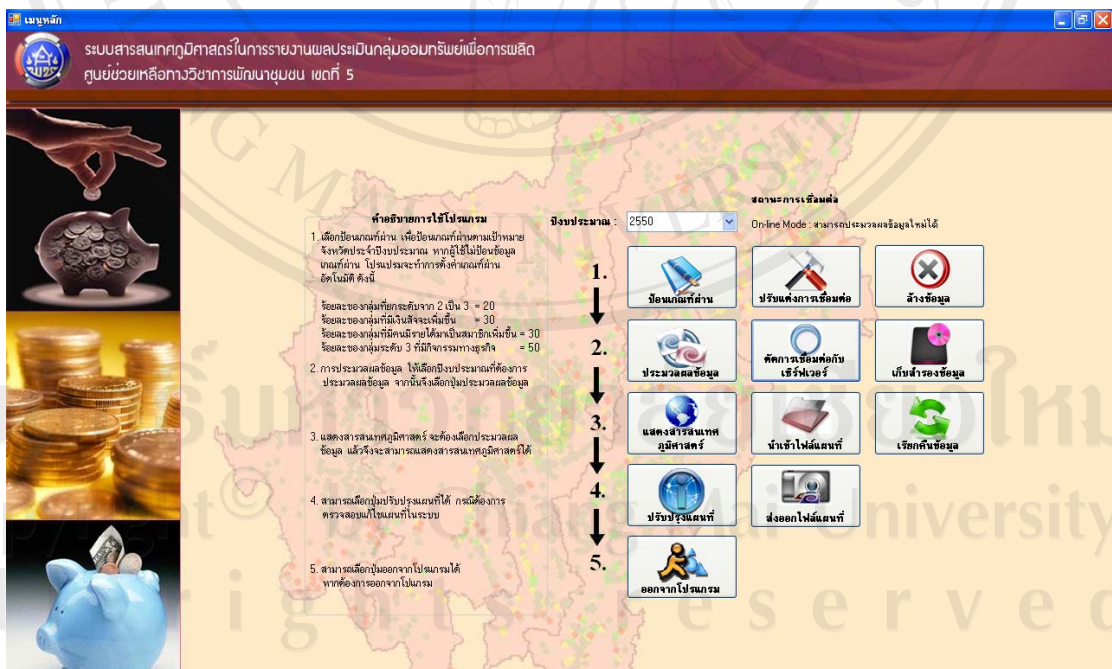 เมนูหลัก
ระบบสารสนเทศภูมิศาสตร์ในการรายงานผลประเมินกลุ่มออมทรัพย์เพื่อการผลิต
ศูนย์ช่วยเหลือทางวิชาการพัฒนาชุมชน เขตที่ 5
คำอธิบายการใช้โปรแกรม
1. เลือกป้อนเกณฑ์ผ่าน เพื่อป้อนเกณฑ์ผ่านตามเป้าหมาย
จังหวัดประจำปีงบประมาณ หากผู้ใช้ไม่ป้อนข้อมูล
เกณฑ์ผ่าน โปรแปรมจะทำการตั้งค่าเกณฑ์ผ่าน
อัตโนมัติ ดังนี้
ร้อยละของกลุ่มที่ยกระดับจาก 2 เป็น 3 = 20
ร้อยละของกลุ่มที่มีเงินสัจจะเพิ่มขึ้น = 30
ร้อยละของกลุ่มที่มีคนมีรายได้มาเป็นสมาชิกเพิ่มขึ้น = 30
ร้อยละของกลุ่มระดับ 3 ที่มีกิจกรรมทางธุรกิจ = 50
2. การประมวลผลข้อมูล ให้เลือกปีงบประมาณที่ต้องการ
ประมวลผลข้อมูล จากนั้นจึงเลือกปุ่มประมวลผลข้อมูล
3. แสดงสารสนเทศภูมิศาสตร์ จะต้องเลือกประมวลผล
ข้อมูล แล้วจึงจะสามารถแสดงสารสนเทศภูมิศาสตร์ได้
4. สามารถเลือกปุ่มปรับปรุงแผนที่ได้ กรณีต้องการ
ตรวจสอบแก้ไขแผนที่ในระบบ
5. สามารถเลือกปุ่มออกจากโปรแกรมได้
หากต้องการออกจากโปรแกรม
ปีงบประมาณ : 2550
สถานะการเชื่อมต่อ
On-line Mode : สามารถประมวลผลข้อมูลใหม่ได้
1.
ป้อนเกณฑ์ผ่าน
ปรับแต่งการเชื่อมต่อ
ล้างข้อมูล
2.
ประมวลผลข้อมูล
ตัดการเชื่อมต่อกับ
เซิร์ฟเวอร์
เก็บสำรองข้อมูล
3.
แสดงสารสนเทศ
ภูมิศาสตร์
นำเข้าไฟล์แผนที่
เรียกคืนข้อมูล
4.
ปรับปรุงแผนที่
ส่งออกไฟล์แผนที่
5.
ออกจากโปรแกรม